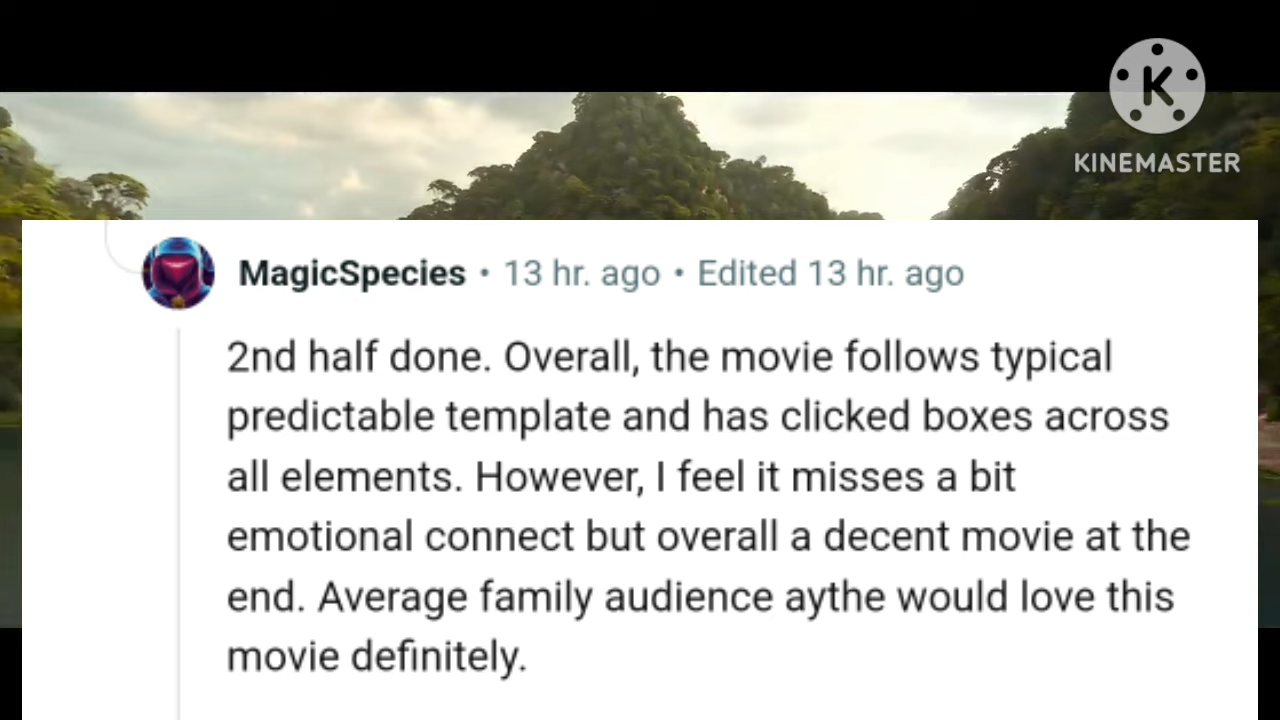 K
KINEMASTER
MagicSpecies • 13 hr. ago • Edited 13 hr. ago
2nd half done. Overall, the movie follows typical
predictable template and has clicked boxes across
all elements. However, I feel it misses a bit
emotional connect but overall a decent movie at the
end. Average family audience aythe would love this
movie definitely.